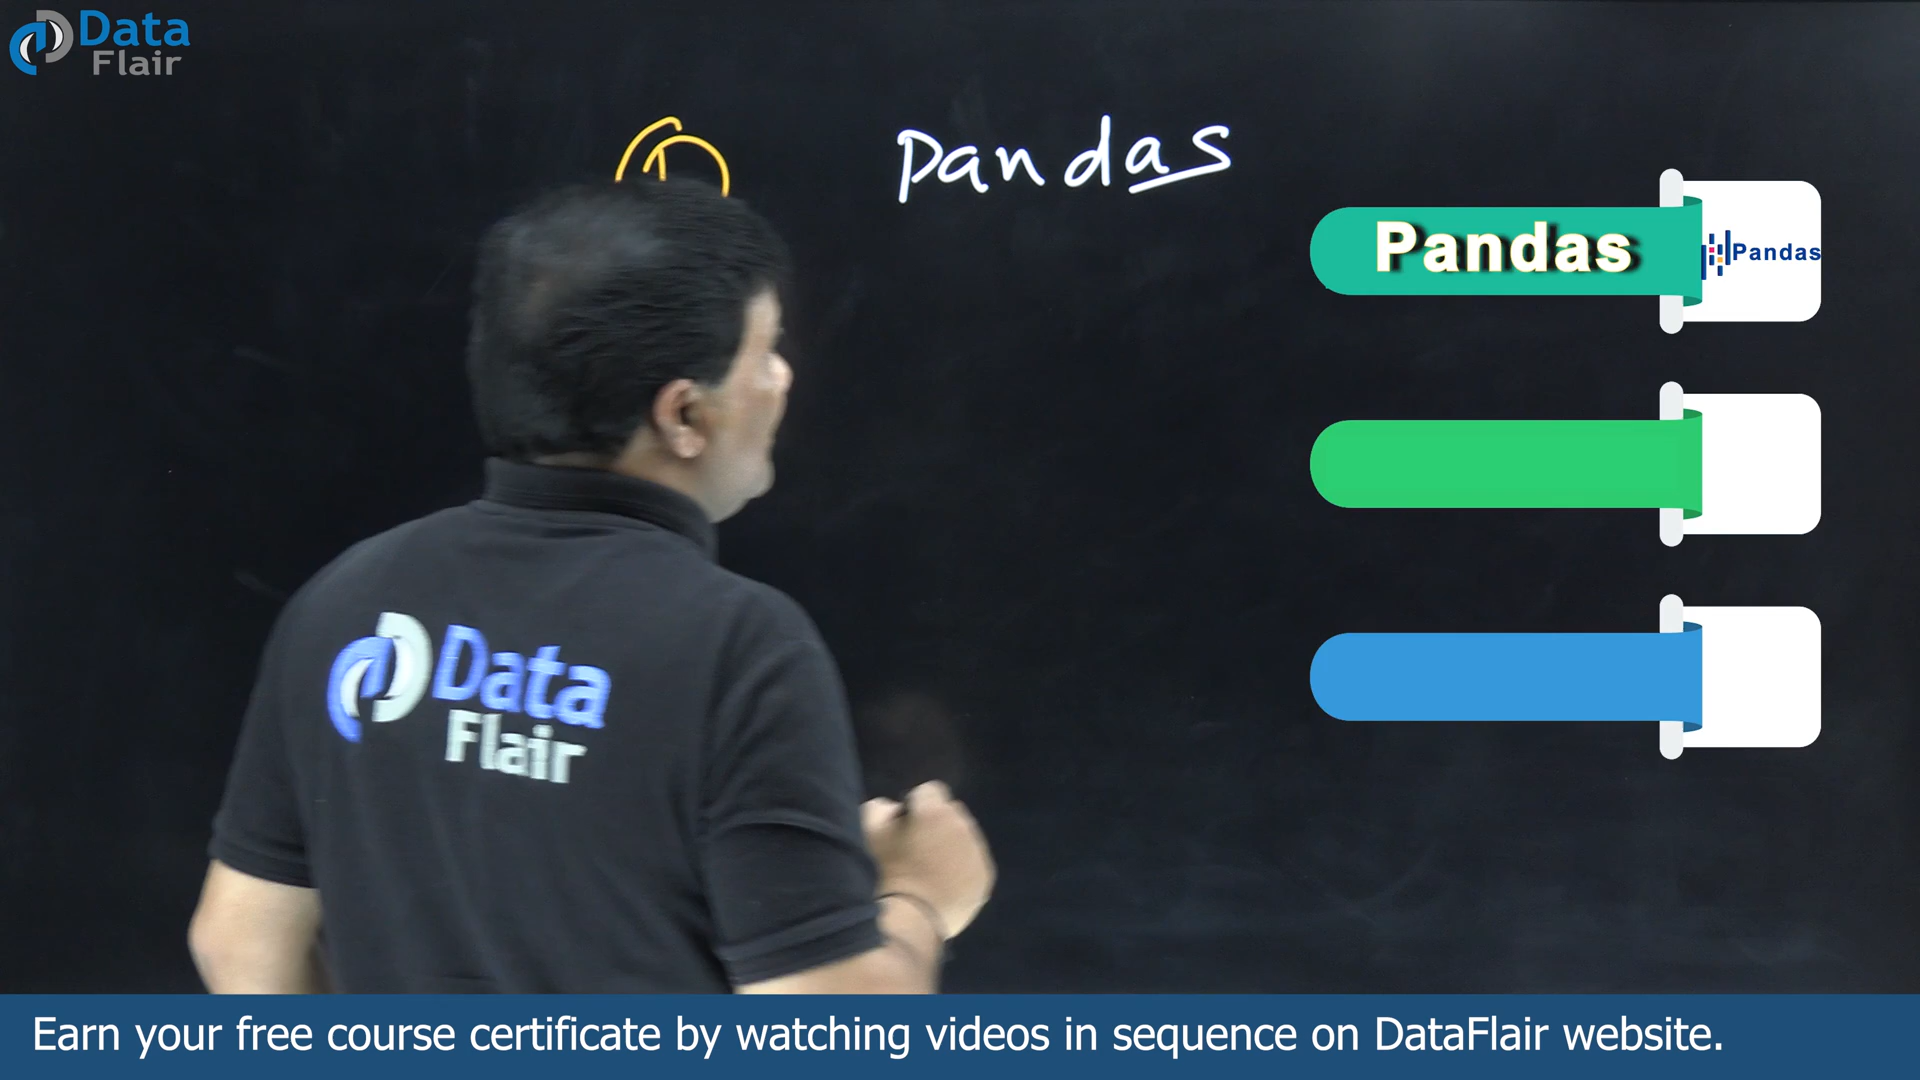 Data
Flair
1 Pandas
Pandas
Pandas
Data
Flair
Earn your free course certificate by watching videos in sequence on DataFlair website.